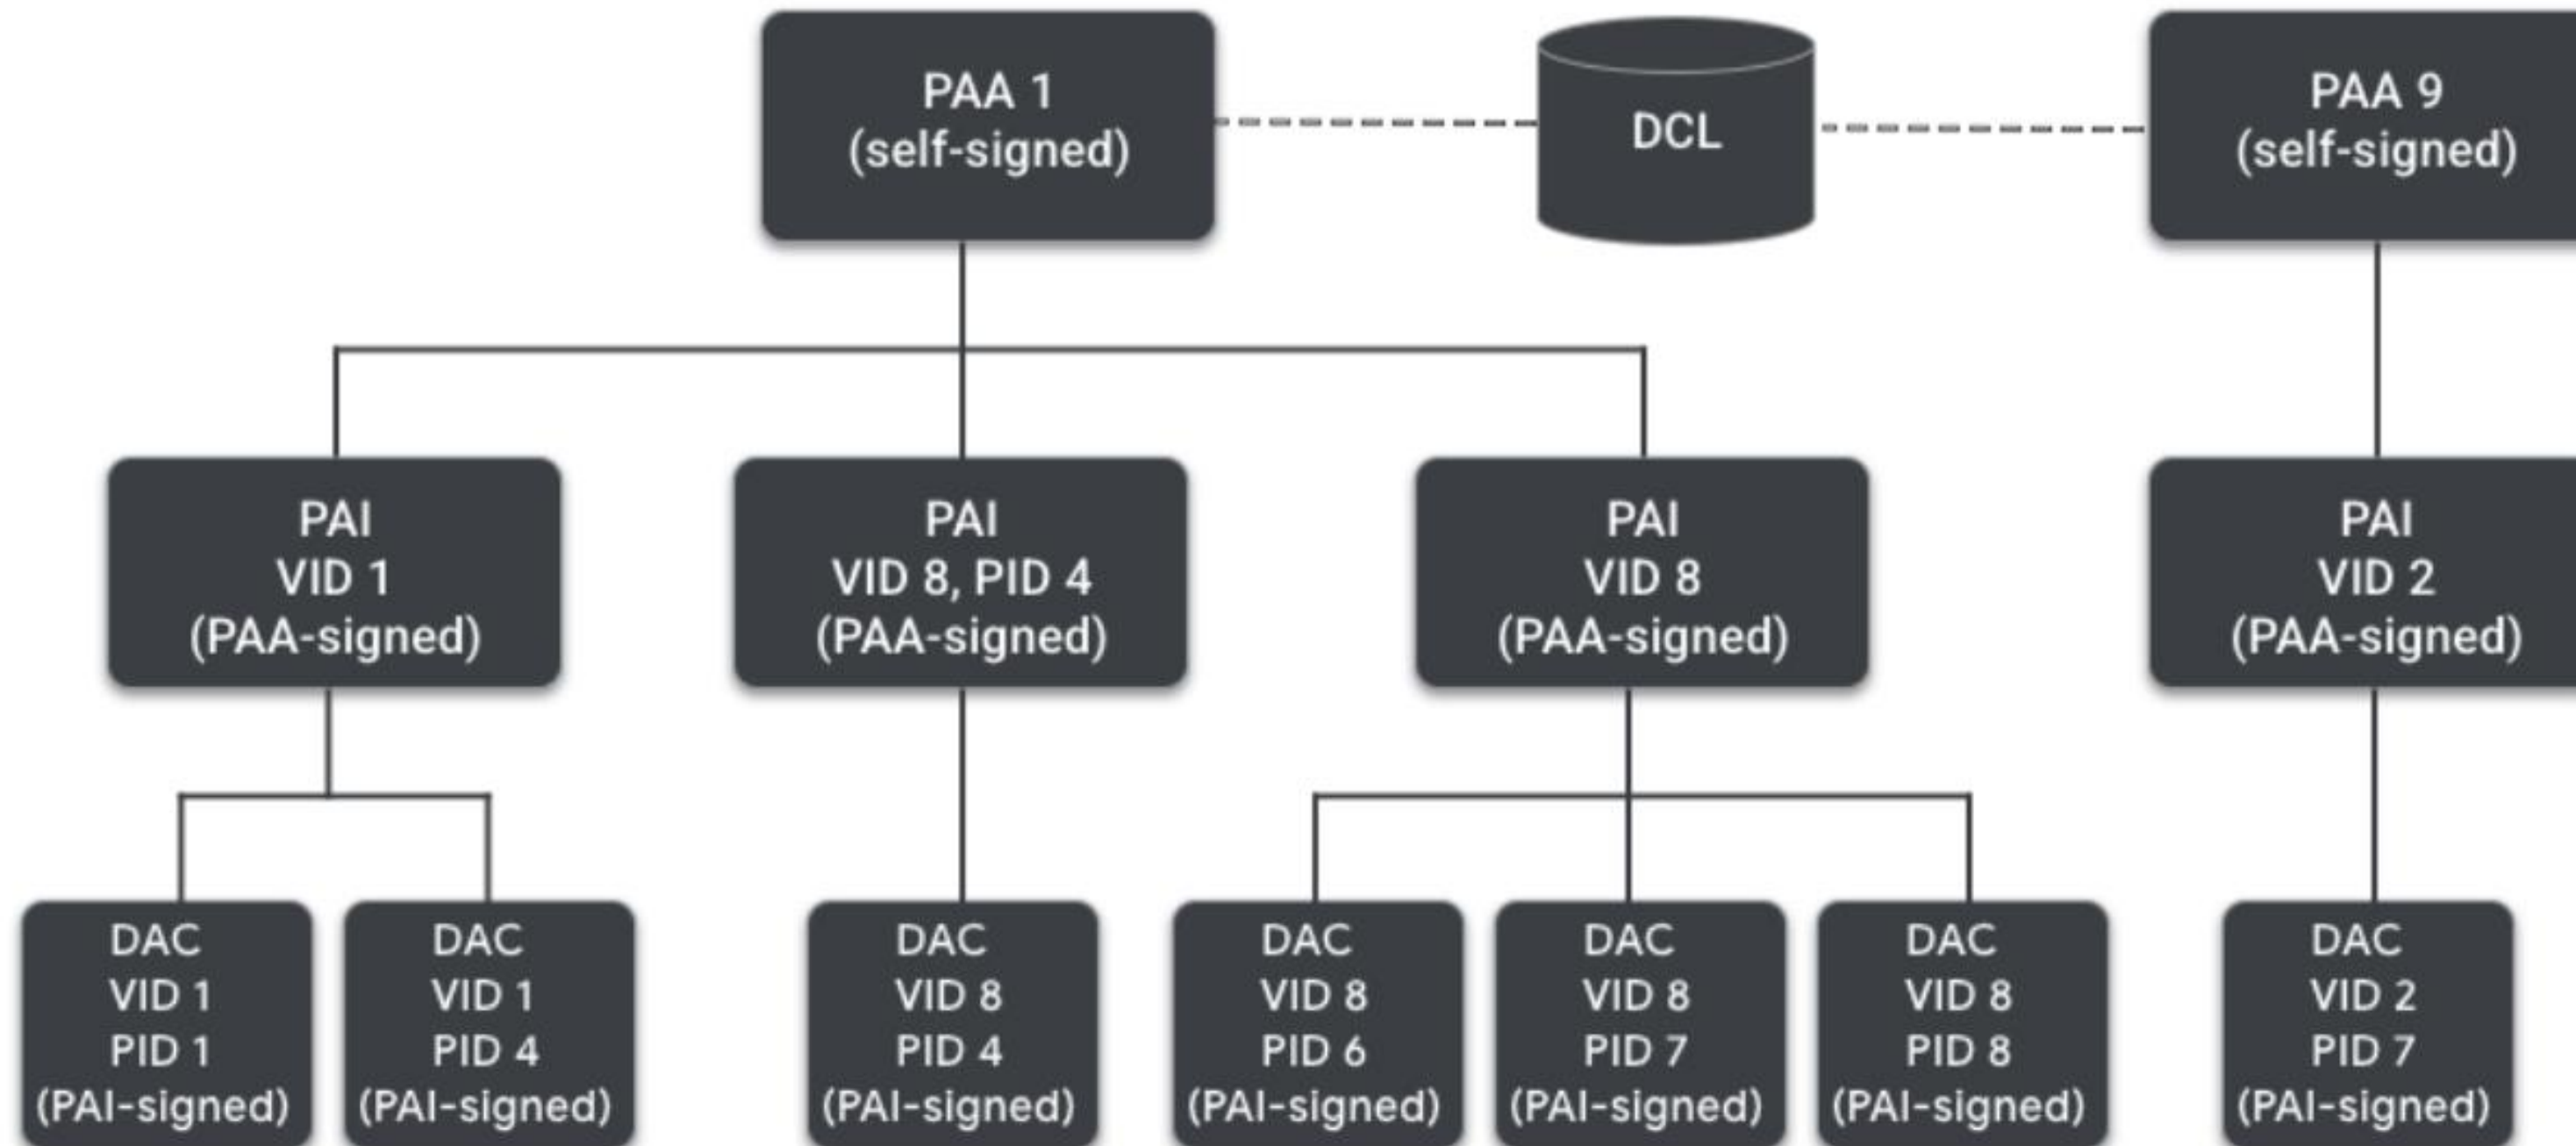 PAA 1
(self-signed)
DCL
PAA 9
(self-signed)
PAI
VID 1
(PAA-signed)
PAI
VID 8, PID 4
(PAA-signed)
PAI
VID 8
(PAA-signed)
PAI
VID 2
(PAA-signed)
DAC
VID 1
PID 1
(PAI-signed)
DAC
VID 1
PID 4
(PAI-signed)
DAC
VID 8
PID 4
(PAI-signed)
DAC
VID 8
PID 6
(PAI-signed)
DAC
VID 8
PID 7
(PAI-signed)
DAC
VID 8
PID 8
(PAI-signed)
DAC
VID 2
PID 7
(PAI-signed)